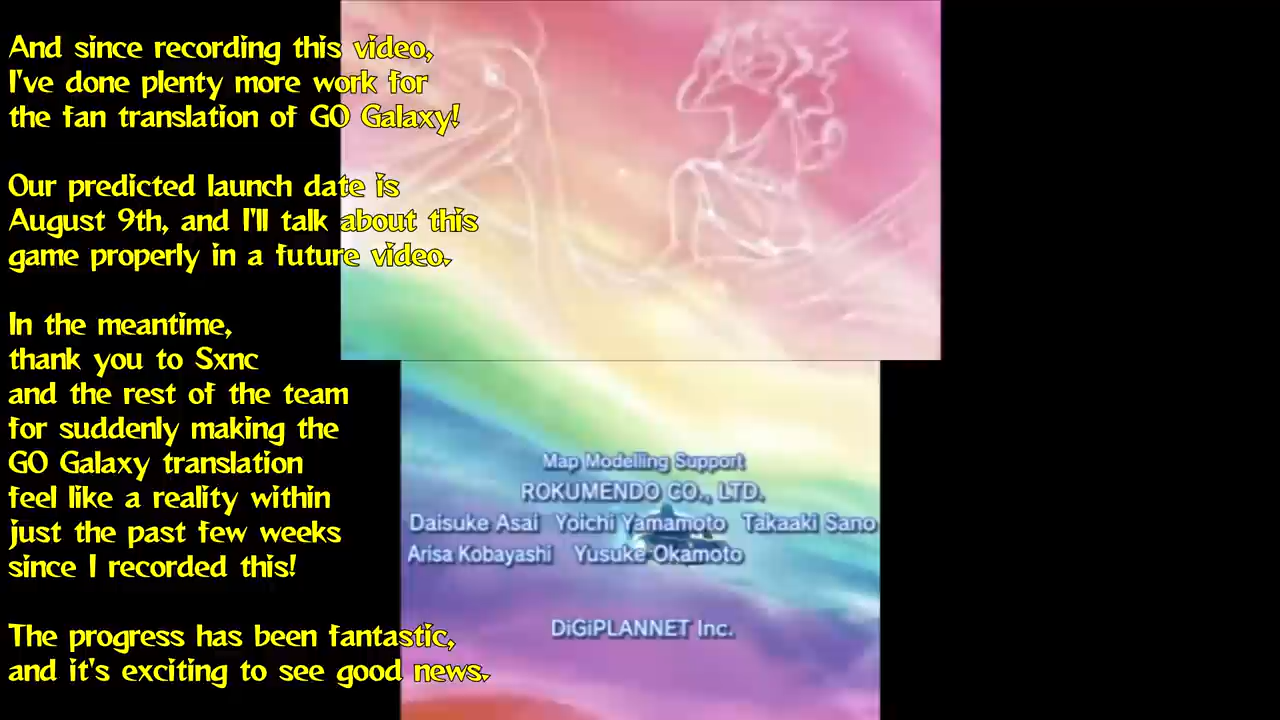 And since recording this video,
I've done plenty more work for
the fan translation of GO Galaxy!
Our predicted launch date is
August 9th, and I'll talk about this
game properly in a future video.
In the meantime,
thank you to Sxnc
and the rest of the team
for suddenly making the
GO Galaxy translation
feel like a reality within
just the past few weeks
since I recorded this!
The progress has been fantastic,
and it's exciting to see good news.
Map Modelling Support
ROKUMENDO CO., LTD.
Daisuke Asai Yoichi Yamamoto Takaaki Sano
Arisa Kobayashi Yusuke Okamoto
DiGiPLANNET Inc.